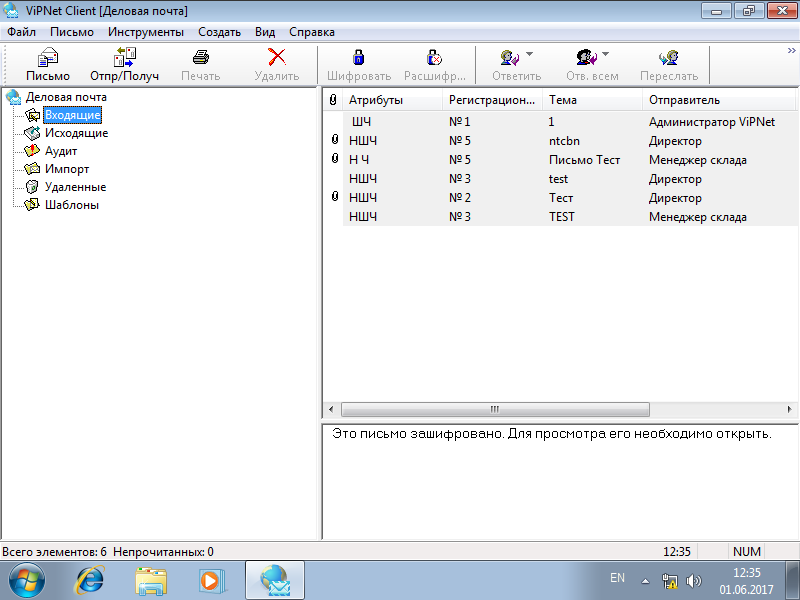 ViPNet Client [Деловая почта]
Файл Письмо Инструменты Создать Вид Справка
Письмо Отпр/Получ Печать Удалить Шифровать Расшифр... Ответить Отв. всем Переслать
Деловая почта
Входящие
Исходящие
Аудит
Импорт
Удаленные
Шаблоны
Атрибуты Регистрацион... Тема Отправитель
ШЧ № 1 1 Администратор ViPNet
НШЧ № 5 ntcbn Директор
Н Ч № 5 Письмо Тест Менеджер склада
НШЧ № 3 test Директор
НШЧ № 2 Тест Директор
НШЧ № 3 TEST Менеджер склада
Это письмо зашифровано. Для просмотра его необходимо открыть.
Всего элементов: 6 Непрочитанных: 0 12:35 NUM
EN 12:35
01.06.2017